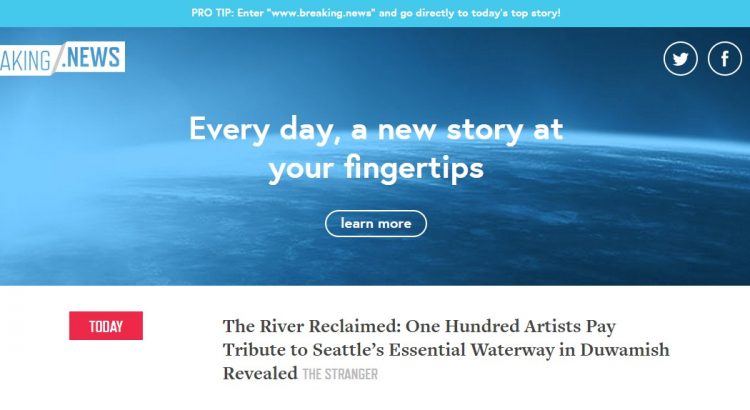 PRO TIP: Enter "www.breaking.news" and go directly to today's top story!
AKING/.NEWS
Every day, a new story at
your fingertips
learn more
TODAY
The River Reclaimed: One Hundred Artists Pay
Tribute to Seattle's Essential Waterway in Duwamish
Revealed THE STRANGER